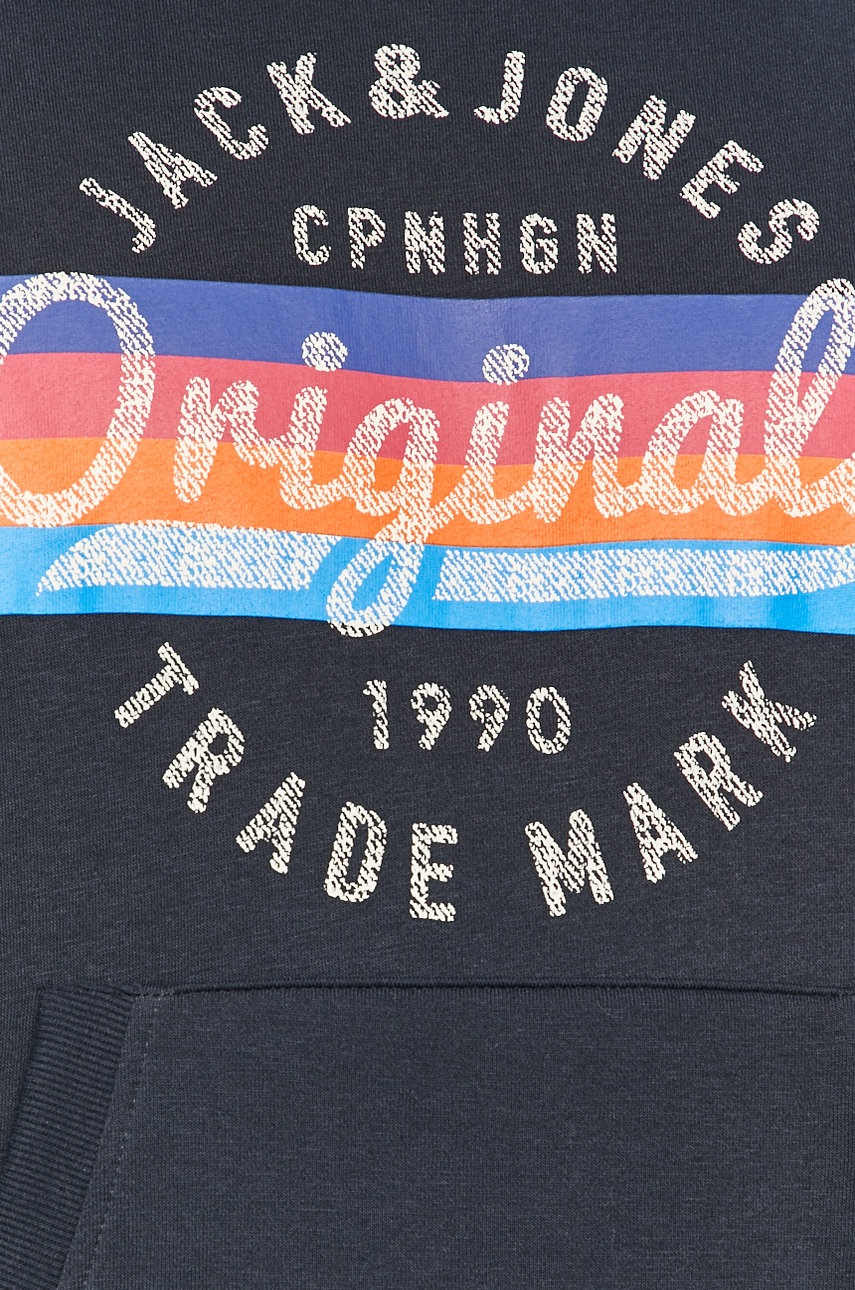 JACK & JONES
CPNHGN
Original
1990
TRADE MARK